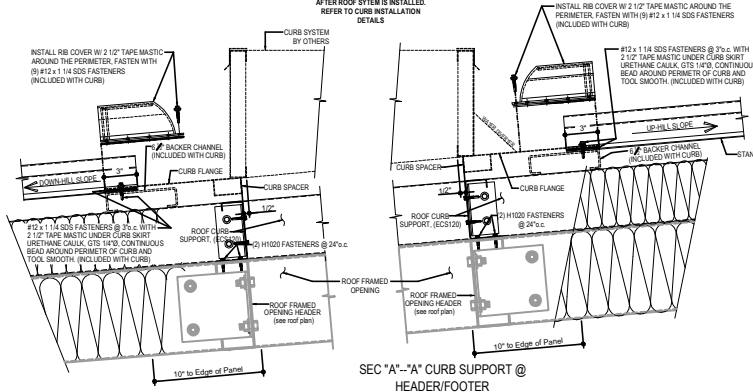 AFTER ROOF SYTEM IS INSTALLED.
REFER TO CURB INSTALLATION
DETAILS
INSTALL RIB COVER W/ 2 1/2" TAPE MASTIC
AROUND THE PERIMETER, FASTEN WITH
(9) #12 x 1 1/4 SDS FASTENERS
(INCLUDED WITH CURB)
CURB SYSTEM
BY OTHERS
BACKER CHANNEL
(INCLUDED WITH CURB)
3"
DOWN-HILL SLOPE
CURB FLANGE
CURB SPACER
1/2"
#12 x 1 1/4 SDS FASTENERS @ 3"o.c. WITH
2 1/2" TAPE MASTIC UNDER CURB SKIRT
URETHANE CAULK, GTS 1/4"Ø, CONTINUOUS
BEAD AROUND PERIMETR OF CURB AND
TOOL SMOOTH. (INCLUDED WITH CURB)
ROOF CURB
SUPPORT, (ECS120)
(2) H1020 FASTENERS
@ 24"o.c.
ROOF FRAMED
OPENING
ROOF FRAMED
OPENING HEADER
(see roof plan)
10" to Edge of Panel
INSTALL RIB COVER W/ 2 1/2" TAPE MASTIC AROUND THE
PERIMETER, FASTEN WITH (9) #12 x 1 1/4 SDS FASTENERS
(INCLUDED WITH CURB)
#12 x 1 1/4 SDS FASTENERS @ 3"o.c. WITH
2 1/2" TAPE MASTIC UNDER CURB SKIRT
URETHANE CAULK, GTS 1/4"Ø, CONTINUOU
BEAD AROUND PERIMETR OF CURB AND
TOOL SMOOTH. (INCLUDED WITH CURB)
3"
UP-HILL SLOPE
BACKER CHANNEL
(INCLUDED WITH CURB)
STAN
CURB SPACER
CURB FLANGE
1/2"
ROOF CURB
SUPPORT, (ECS120)
(2) H1020 FASTENERS
@ 24"o.c.
ROOF FRAMED
OPENING HEADER
(see roof plan)
10" to Edge of Panel
SEC "A"--"A" CURB SUPPORT @
HEADER/FOOTER